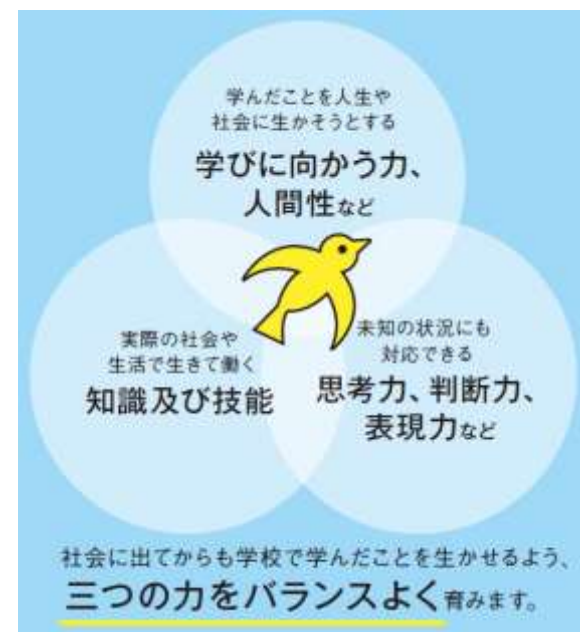 学んだことを人生や
社会に生かそうとする
学びに向かう力、
人間性など
実際の社会や
生活で生きて働く
知識及び技能
未知の状況にも
対応できる
思考力、判断力、
表現力など
社会に出てからも学校で学んだことを生かせるよう、
三つの力をバランスよく育みます。